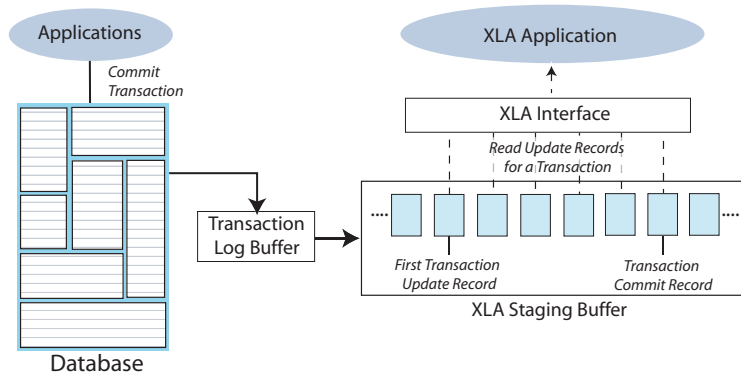 Applications
XLA Application
Commit
Transaction
XLA Interface
Read Update Records
for a Transaction
Transaction
Log Buffer
....
....
First Transaction
Update Record
Transaction
Commit Record
XLA Staging Buffer
Database